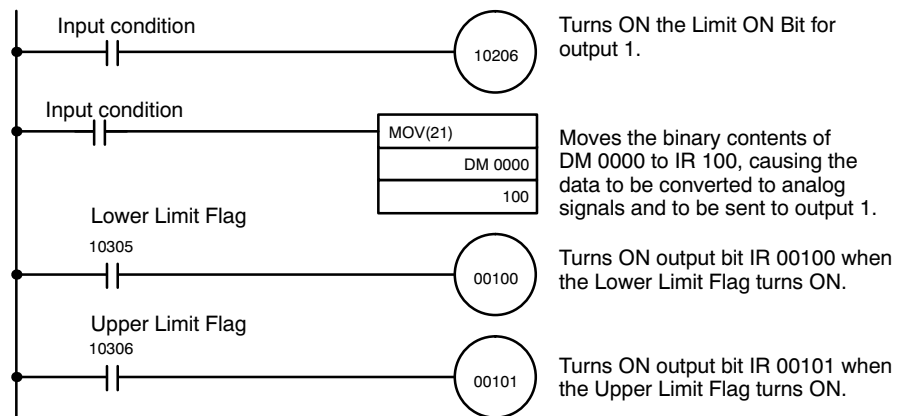 Input condition
10206
Turns ON the Limit ON Bit for
output 1.
Input condition
MOV(21)
DM 0000
100
Moves the binary contents of
DM 0000 to IR 100, causing the
data to be converted to analog
signals and to be sent to output 1.
Lower Limit Flag
10305
00100
Turns ON output bit IR 00100 when
the Lower Limit Flag turns ON.
Upper Limit Flag
10306
00101
Turns ON output bit IR 00101 when
the Upper Limit Flag turns ON.